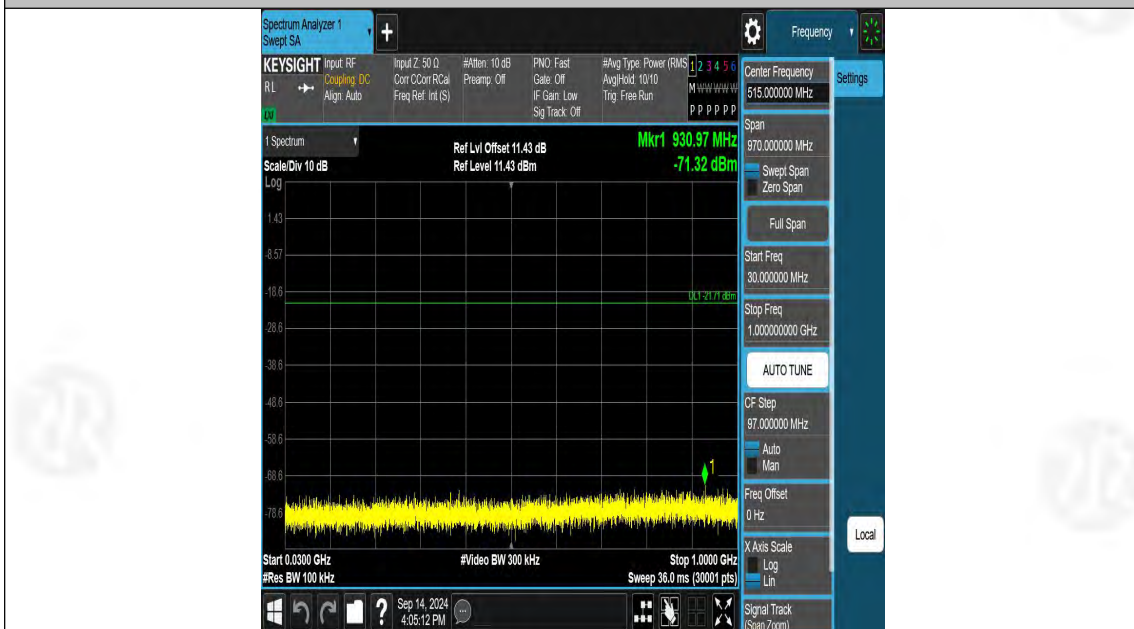 Spectrum Analyzer 1
Swept SA
Frequency
KEYSIGHT
RL
Input: RF
Coupling: DC
Align: Auto
Input Z: 50 Ω
Corr CCorr RCal
Freq Ref: Int (S)
#Atten: 10 dB
Preamp: Off
PNO: Fast
Gate: Off
IF Gain: Low
Sig Track: Off
#Avg Type: Power (RMS
Avg|Hold: 10/10
Trig: Free Run
1 2 3 4 5 6
M W W W W W
P P P P P P
1 Spectrum
Scale/Div 10 dB
Log
Ref Lvl Offset 11.43 dB
Ref Level 11.43 dBm
Mkr1 930.97 MHz
-71.32 dBm
1.43
-8.57
-18.6
DL1 -21.71 dBm
-28.6
-38.6
-48.6
-58.6
-68.6
1
-78.6
Start 0.0300 GHz
#Res BW 100 kHz
#Video BW 300 kHz
Stop 1.0000 GHz
Sweep 36.0 ms (30001 pts)
Sep 14, 2024
4:05:12 PM
Center Frequency
515.000000 MHz
Settings
Span
970.000000 MHz
Swept Span
Zero Span
Full Span
Start Freq
30.000000 MHz
Stop Freq
1.000000000 GHz
AUTO TUNE
CF Step
97.000000 MHz
Auto
Man
Freq Offset
0 Hz
X Axis Scale
Log
Lin
Local
Signal Track
(Span Zoom)